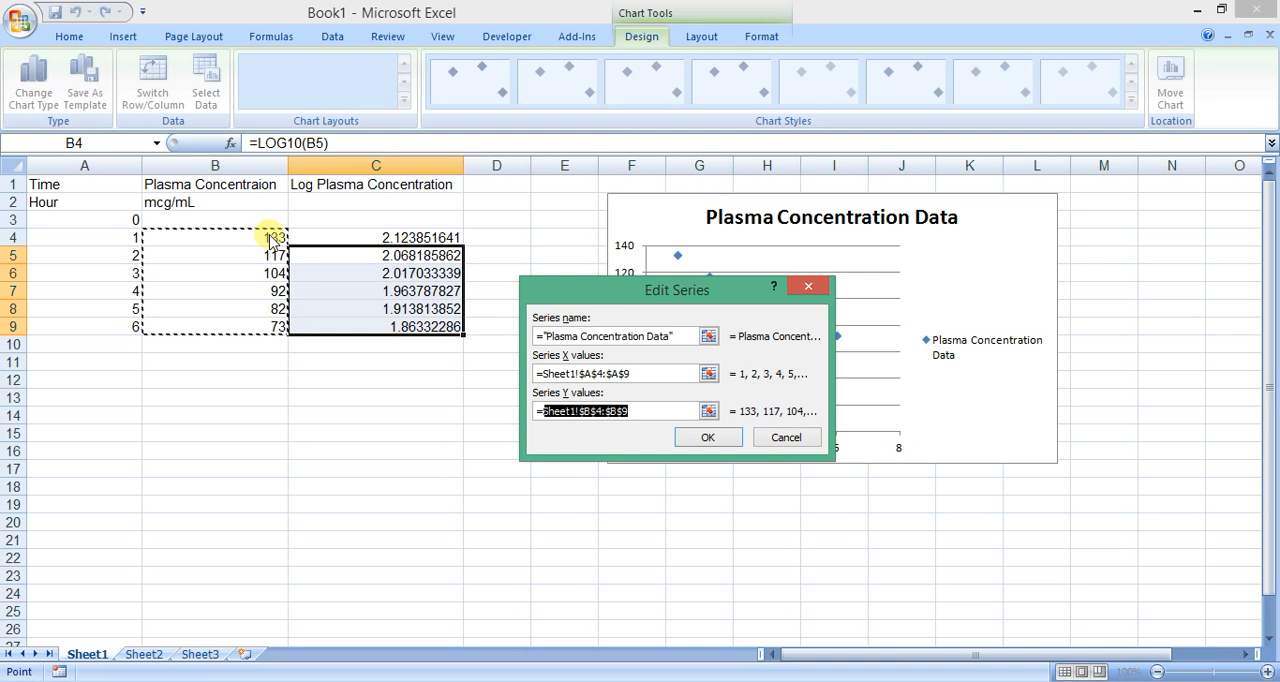 Book1 - Microsoft Excel
Chart Tools
Home Insert Page Layout Formulas Data Review View Developer Add-Ins Design Layout Format
Change Chart Type
Save As Template
Switch Row/Column
Select Data
Move Chart
Type Data Chart Layouts Chart Styles Location
B4 fx =LOG10(B5)
A B C D E F G H I J K L M N O
1 Time Plasma Concentraion Log Plasma Concentration
2 Hour mcg/mL
3 0
4 1 133 2.123851641
5 2 117 2.068185862
6 3 104 2.017033339
7 4 92 1.963787827
8 5 82 1.913813852
9 6 73 1.86332286
10
11
12
13
14
15
16
17
18
19
20
21
22
23
24
25
26
27
Plasma Concentration Data
140
120
8
Plasma Concentration
Data
Edit Series ?
Series name:
="Plasma Concentration Data" = Plasma Concent...
Series X values:
=Sheet1!$A$4:$A$9 = 1, 2, 3, 4, 5,...
Series Y values:
=Sheet1!$B$4:$B$9 = 133, 117, 104,...
OK Cancel
Sheet1 Sheet2 Sheet3
Point 100%